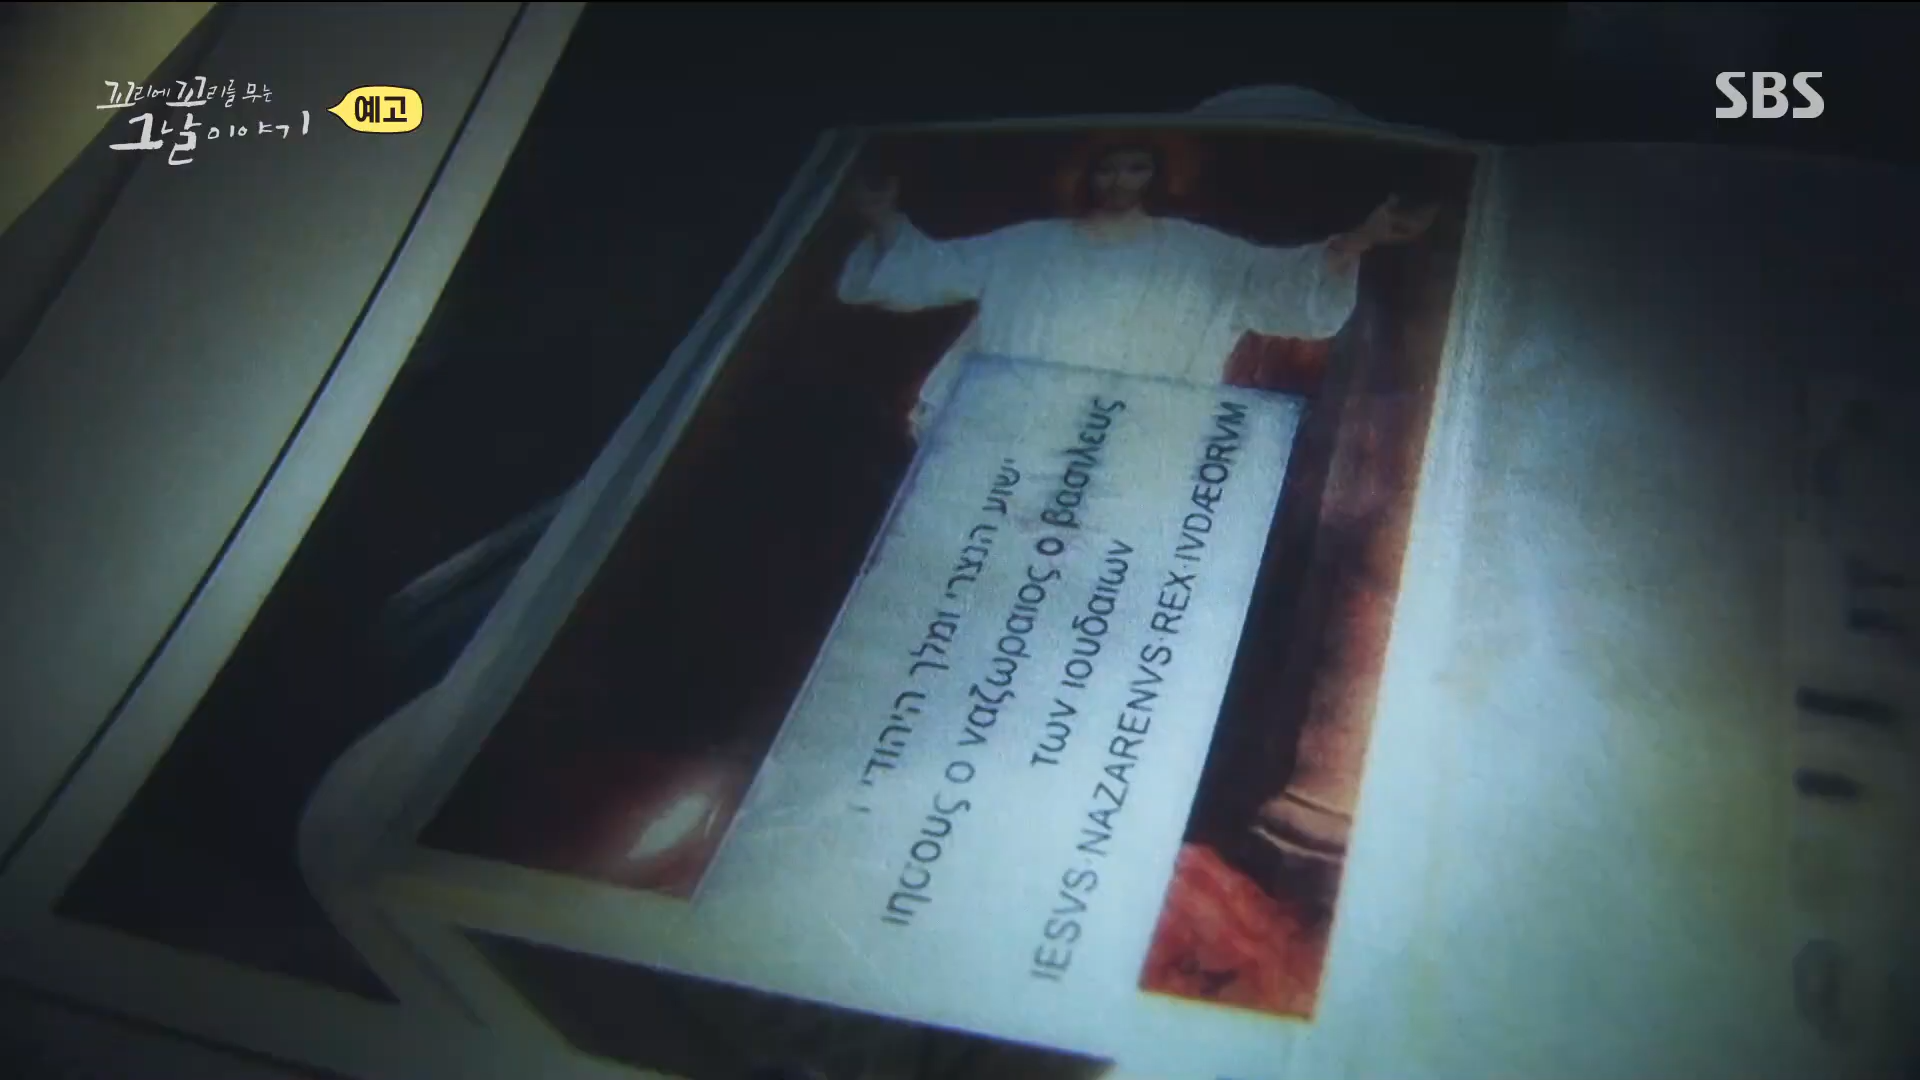 꼬리에 꼬리를 무는
그날 이야기
예고
SBS
ישוע הנצרי ומלך היהודי ו
ιησους ο ναζωραιος ο βασιλευς
των ιουδαιων
IESVS·NAZARENVS·REX·IVDÆORVM